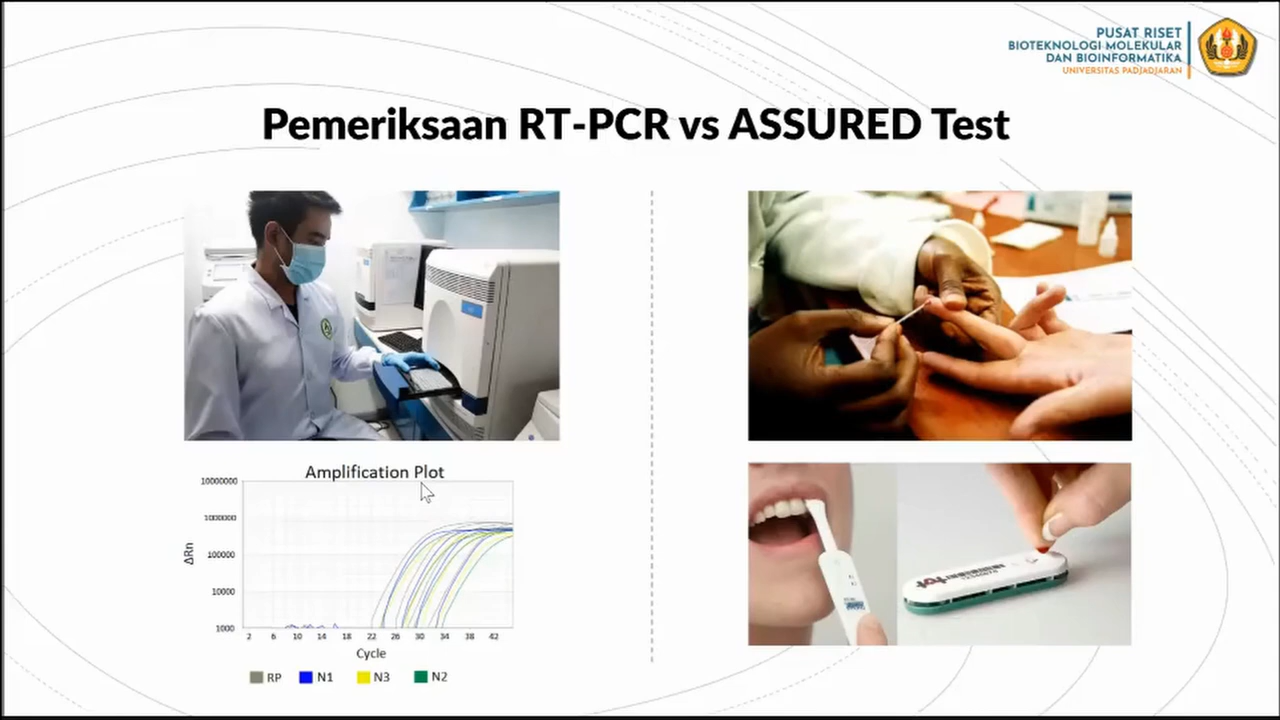 PUSAT RISET
BIOTEKNOLOGI MOLEKULAR
DAN BIOINFORMATIKA
UNIVERSITAS PADJADJARAN
Pemeriksaan RT-PCR vs ASSURED Test
Amplification Plot
10000000
1000000
100000
10000
1000
ΔRn
2 6 10 14 18 22 26 30 34 38 42
Cycle
RP N1 N3 N2